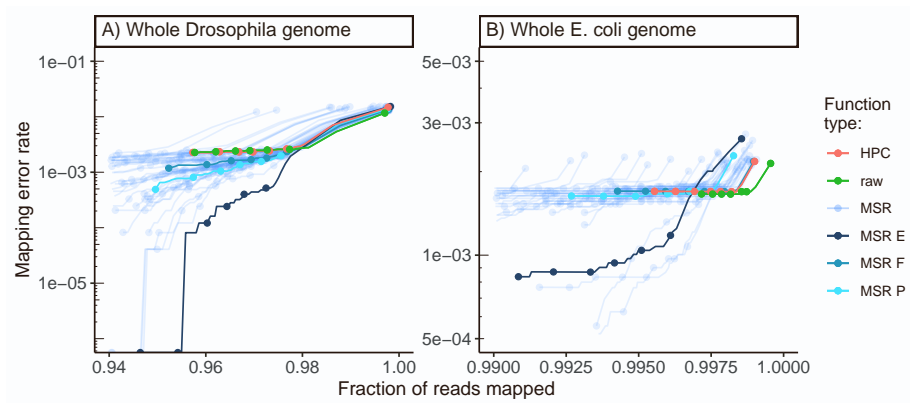 A) Whole Drosophila genome
B) Whole E. coli genome
Mapping error rate
1e−01
1e−03
1e−05
0.94
0.96
0.98
1.00
5e−03
3e−03
1e−03
5e−04
0.9900
0.9925
0.9950
0.9975
1.0000
Fraction of reads mapped
Function
type:
HPC
raw
MSR
MSR E
MSR F
MSR P